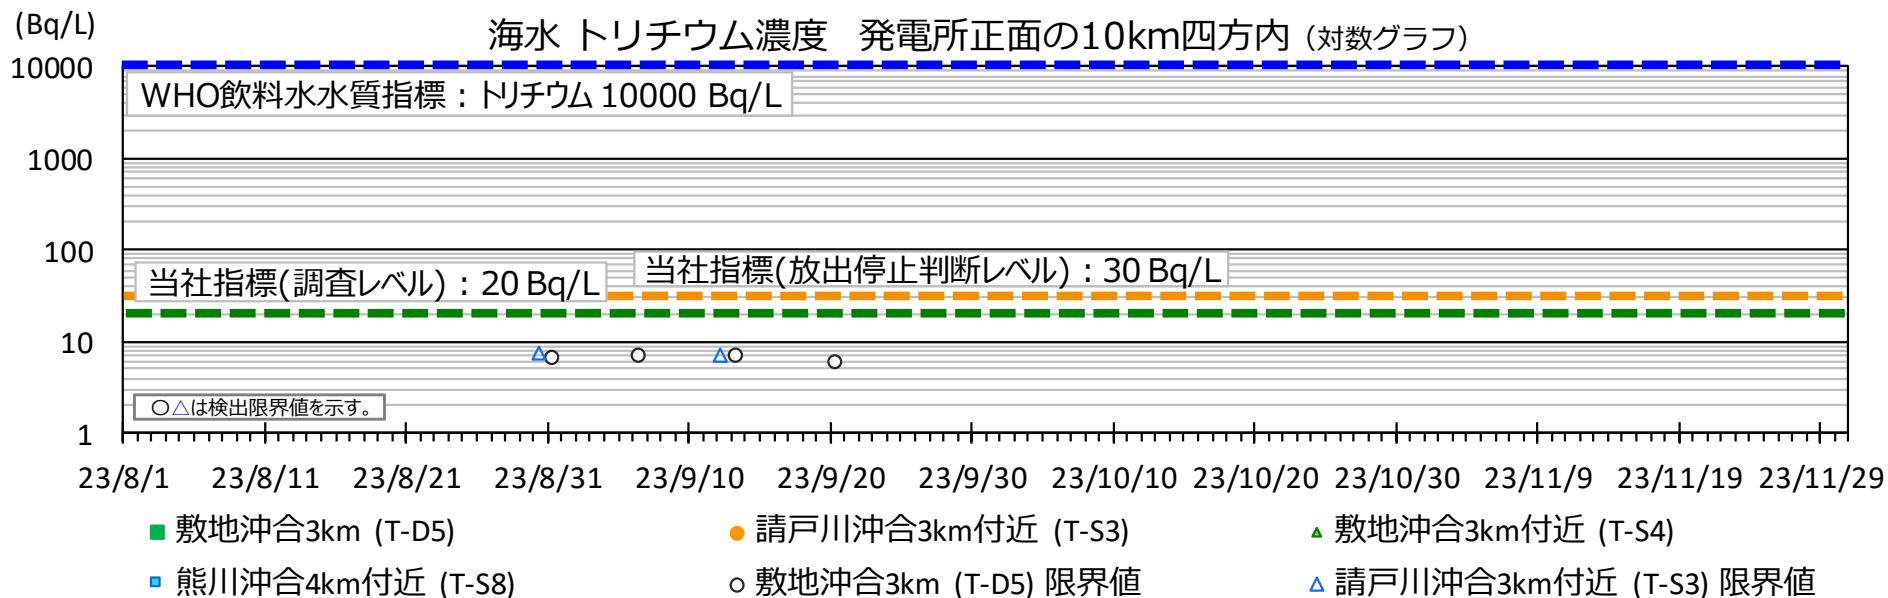 (Bq/L)
海水 トリチウム濃度 発電所正面の10km四方内 (対数グラフ)
10000
WHO飲料水水質指標：トリチウム 10000 Bq/L
1000
100
当社指標(調査レベル)：20 Bq/L
当社指標(放出停止判断レベル)：30 Bq/L
10
○△は検出限界値を示す。
1
23/8/1 23/8/11 23/8/21 23/8/31 23/9/10 23/9/20 23/9/30 23/10/10 23/10/20 23/10/30 23/11/9 23/11/19 23/11/29
敷地沖合3km (T-D5) 請戸川沖合3km付近 (T-S3) 敷地沖合3km付近 (T-S4)
熊川沖合4km付近 (T-S8) 敷地沖合3km (T-D5) 限界値 請戸川沖合3km付近 (T-S3) 限界値